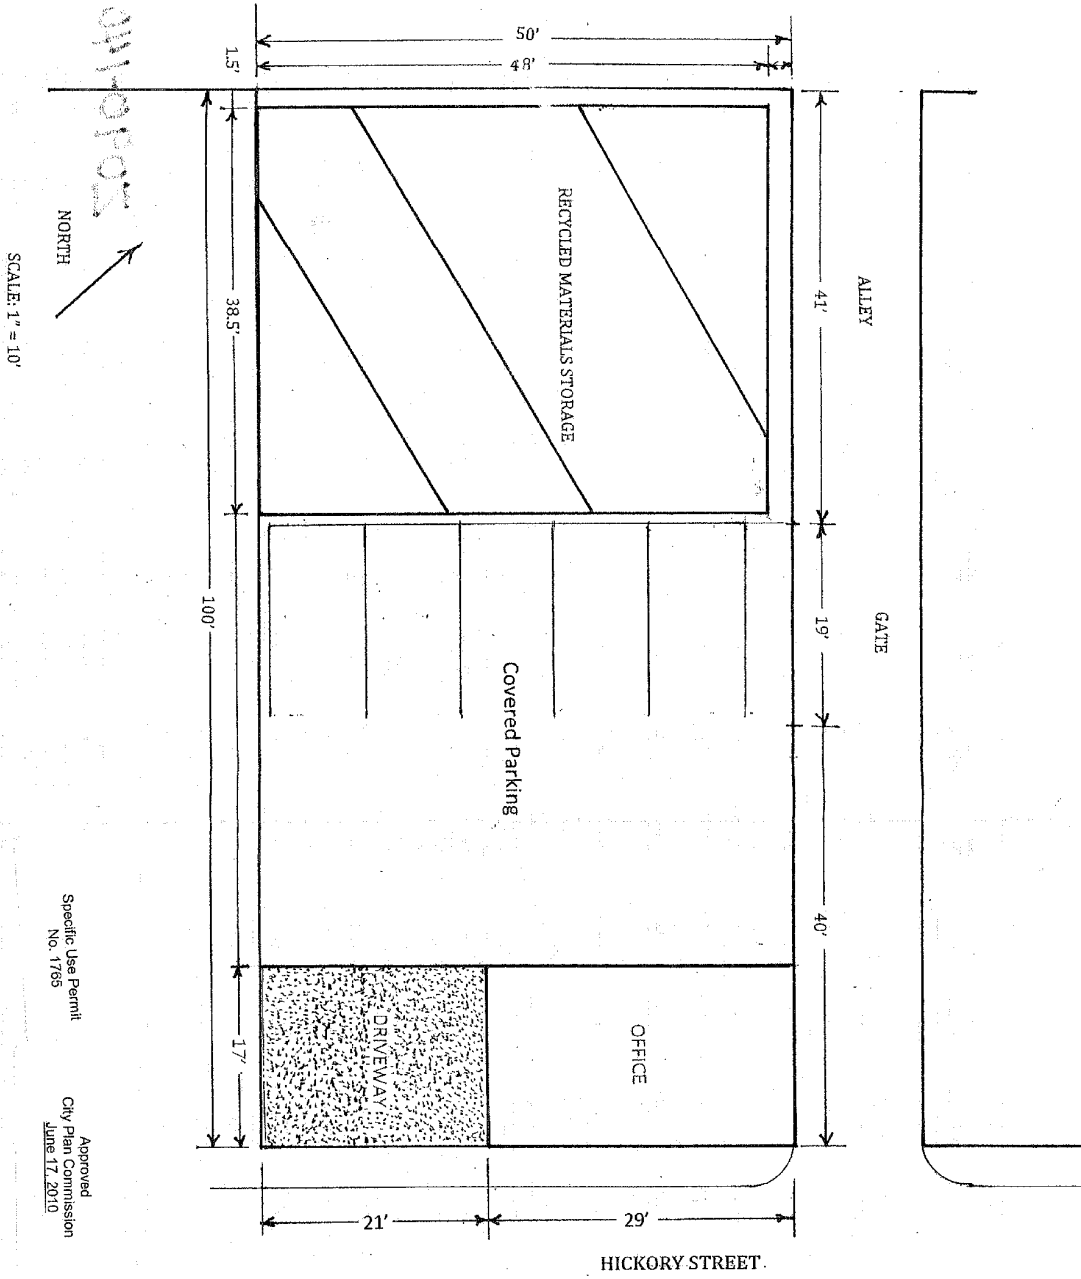 50'
48'
1.5'
41'
ALLEY
RECYCLED MATERIALS STORAGE
38.5'
NORTH
SCALE: 1" = 10'
19'
GATE
100'
Covered Parking
40'
17'
DRIVEWAY
OFFICE
21'
29'
HICKORY STREET
Specific Use Permit
No. 1765
Approved
City Plan Commission
June 17, 2010